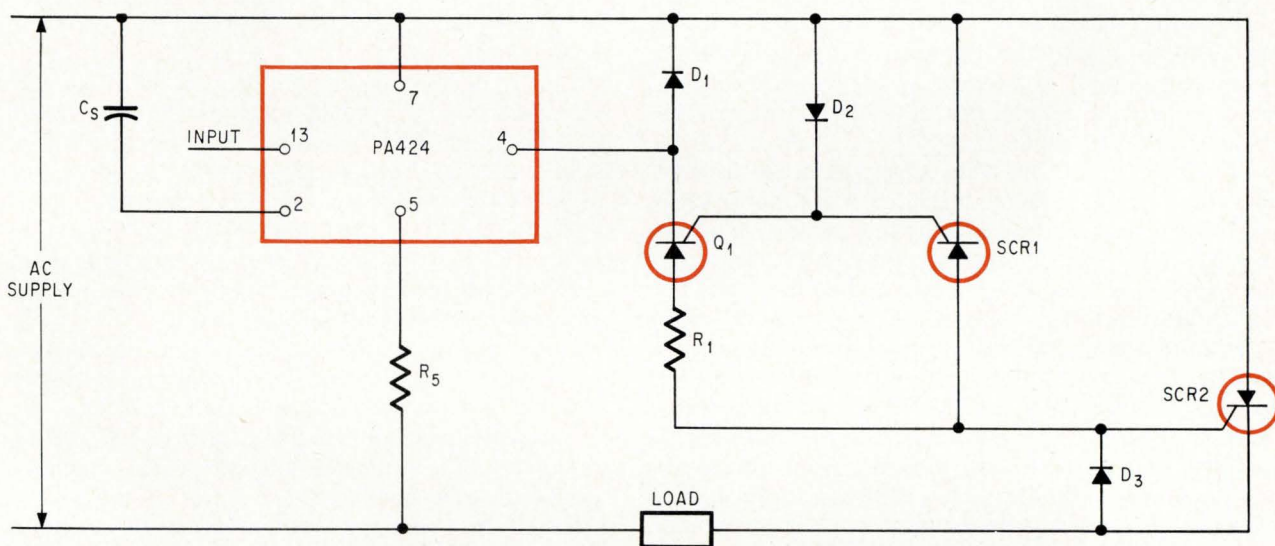 C_S
INPUT
13
2
7
PA424
5
4
D_1
D_2
Q_1
SCR1
AC
SUPPLY
R_1
R_5
SCR2
D_3
LOAD